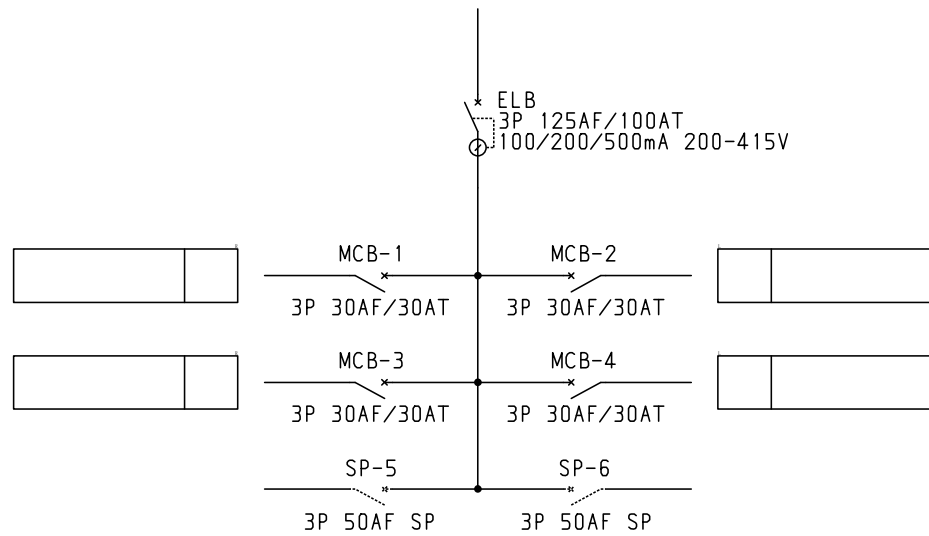 ELB
3P 125AF/100AT
100/200/500mA 200-415V
MCB-1
MCB-2
3P 30AF/30AT
3P 30AF/30AT
MCB-3
MCB-4
3P 30AF/30AT
3P 30AF/30AT
SP-5
SP-6
3P 50AF SP
3P 50AF SP